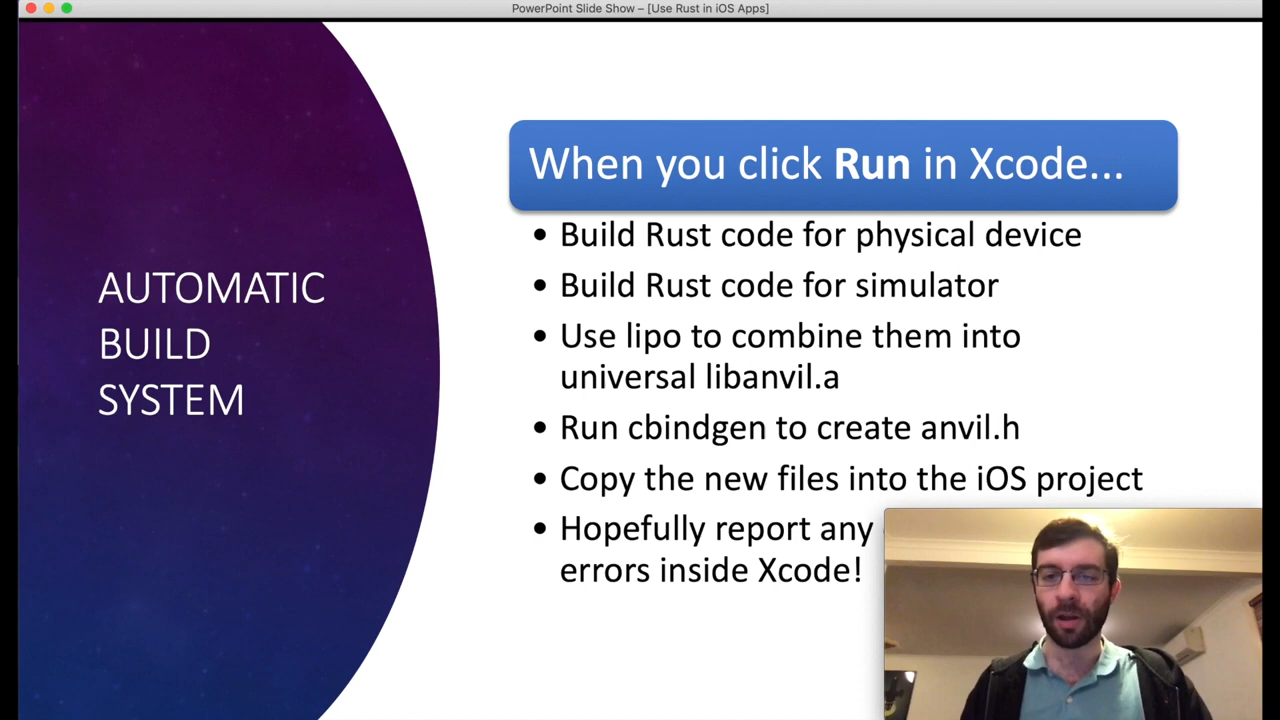 PowerPoint Slide Show – [Use Rust in iOS Apps]
AUTOMATIC
BUILD
SYSTEM
When you click Run in Xcode...
• Build Rust code for physical device
• Build Rust code for simulator
• Use lipo to combine them into
universal libanvil.a
• Run cbindgen to create anvil.h
• Copy the new files into the iOS project
• Hopefully report any
errors inside Xcode!